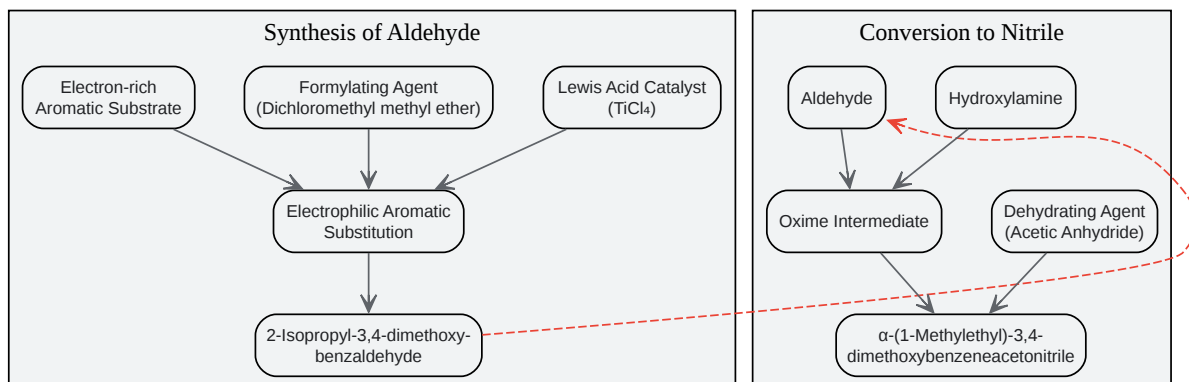 Synthesis of Aldehyde
Electron-rich
Aromatic Substrate
Formylating Agent
(Dichloromethyl methyl ether)
Lewis Acid Catalyst
(TiCl₄)
Electrophilic Aromatic
Substitution
2-Isopropyl-3,4-dimethoxy-
benzaldehyde
Conversion to Nitrile
Aldehyde
Hydroxylamine
Oxime Intermediate
Dehydrating Agent
(Acetic Anhydride)
α-(1-Methylethyl)-3,4-
dimethoxybenzeneacetonitrile